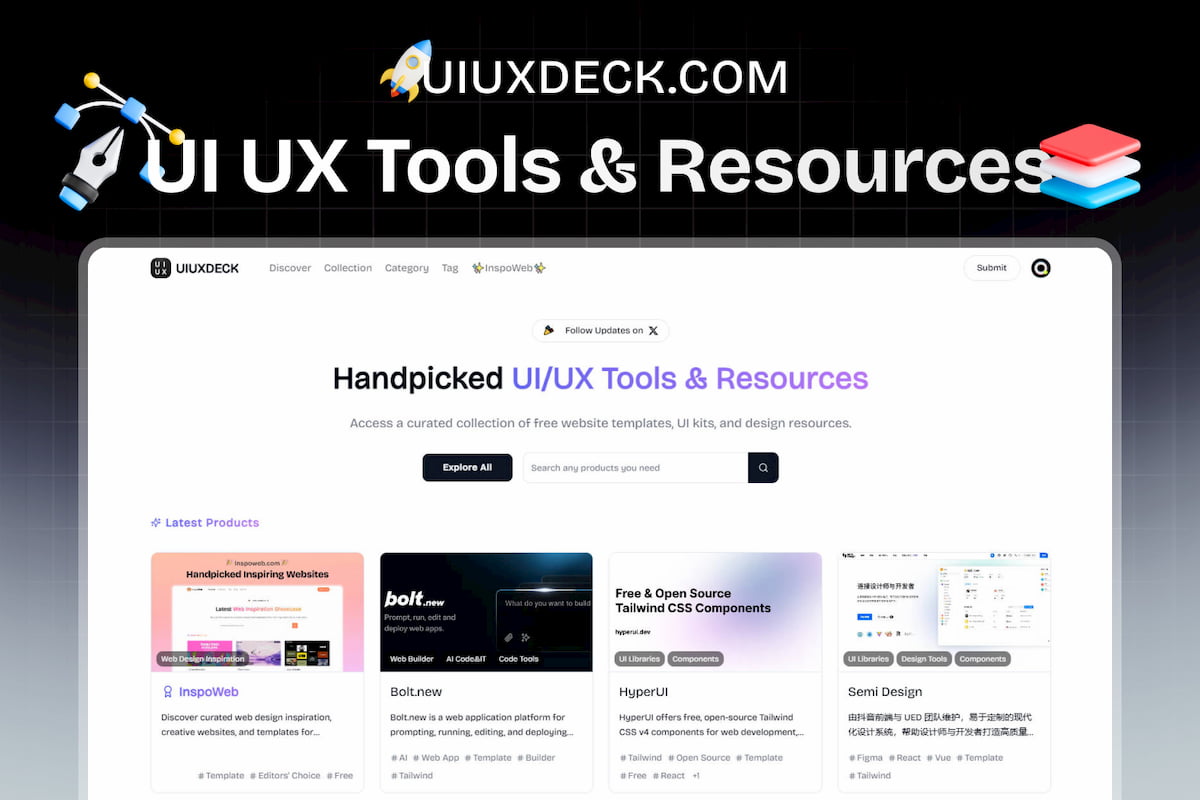 UIUXDECK.COM
UI UX Tools & Resources
UI UX
UIUXDECK
Discover Collection Category Tag InspoWeb
Submit
Follow Updates on X
Handpicked UI/UX Tools & Resources
Access a curated collection of free website templates, UI kits, and design resources.
Explore All
Search any products you need
Latest Products
Inspoweb.com
Handpicked Inspiring Websites
Latest Web Inspiration Showcase
Web Design Inspiration
InspoWeb
Discover curated web design inspiration,
creative websites, and templates for...
# Template # Editors' Choice # Free
bolt.new
Prompt, run, edit and
deploy web apps.
What do you want to build
Web Builder AI Code&IT Code Tools
Bolt.new
Bolt.new is a web application platform for
prompting, running, editing, and deploying...
# AI # Web App # Template # Builder
# Tailwind
Free & Open Source
Tailwind CSS Components
hyperui.dev
UI Libraries Components
HyperUI
HyperUI offers free, open-source Tailwind
CSS v4 components for web development,...
# Tailwind # Open Source # Template
# Free # React +1
连接设计师与开发者
UI Libraries Design Tools Components
Semi Design
由抖音前端与 UED 团队维护，易于定制的现代
化设计系统，帮助设计师与开发者打造高质量...
# Figma # React # Vue # Template
# Tailwind